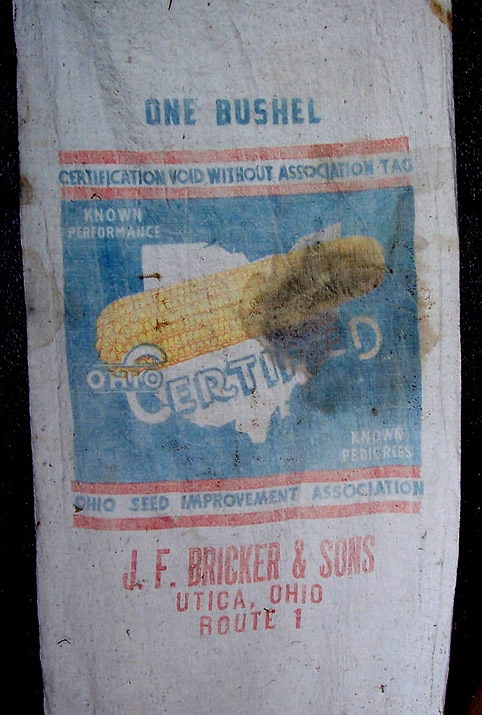 ONE BUSHEL
CERTIFICATION VOID WITHOUT ASSOCIATION TAG
KNOWN
PERFORMANCE
OHIO
CERTIFIED
KNOWN
PEDIGREES
OHIO SEED IMPROVEMENT ASSOCIATION
J. F. BRICKER & SONS
UTICA, OHIO
ROUTE 1